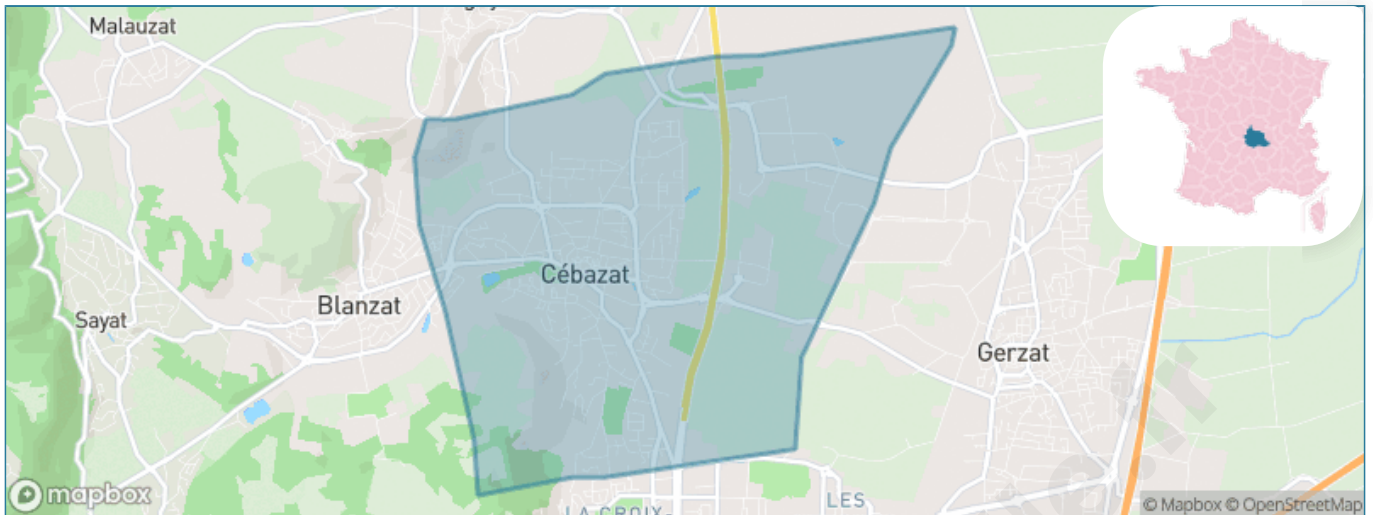 Malauzat
Cébazat
Blanzat
Sayat
Gerzat
LES
LA CROIX-
mapbox
© Mapbox © OpenStreetMap